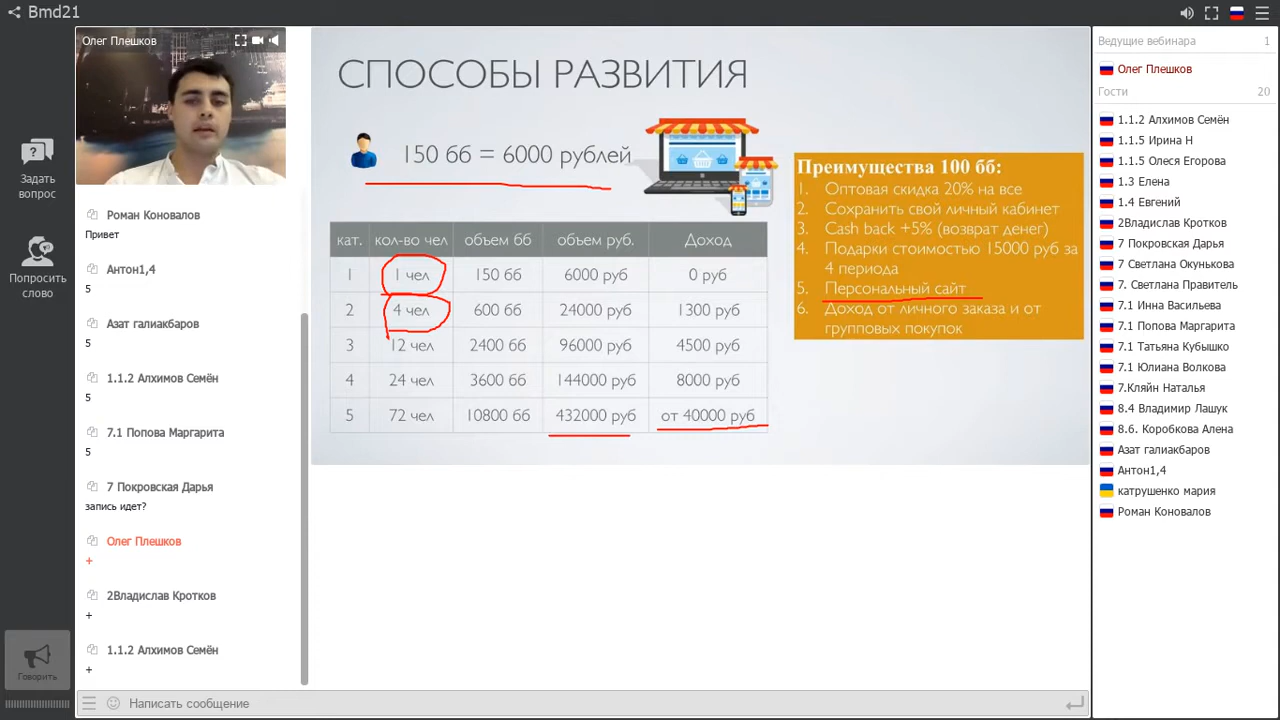 Bmd21
Олег Плешков
Задать
вопрос
Попросить
слово
Говорить
Роман Коновалов
Привет
Антон1,4
5
Азат галиакбаров
5
1.1.2 Алхимов Семён
5
7.1 Попова Маргарита
5
7 Покровская Дарья
запись идет?
Олег Плешков
+
2Владислав Кротков
+
1.1.2 Алхимов Семён
+
Написать сообщение
СПОСОБЫ РАЗВИТИЯ
150 бб = 6000 рублей
кат. кол-во чел объем бб объем руб. Доход
1 1 чел 150 бб 6000 руб 0 руб
2 4 чел 600 бб 24000 руб 1300 руб
3 12 чел 2400 бб 96000 руб 4500 руб
4 24 чел 3600 бб 144000 руб 8000 руб
5 72 чел 10800 бб 432000 руб от 40000 руб
Преимущества 100 бб:
1. Оптовая скидка 20% на все
2. Сохранить свой личный кабинет
3. Cash back +5% (возврат денег)
4. Подарки стоимостью 15000 руб за
4 периода
5. Персональный сайт
6. Доход от личного заказа и от
групповых покупок
Ведущие вебинара 1
Олег Плешков
Гости 20
1.1.2 Алхимов Семён
1.1.5 Ирина Н
1.1.5 Олеся Егорова
1.3 Елена
1.4 Евгений
2Владислав Кротков
7 Покровская Дарья
7 Светлана Окунькова
7. Светлана Правитель
7.1 Инна Васильева
7.1 Попова Маргарита
7.1 Татьяна Кубышко
7.1 Юлиана Волкова
7.Кляйн Наталья
8.4 Владимир Лашук
8.6. Коробкова Алена
Азат галиакбаров
Антон1,4
катрушенко мария
Роман Коновалов